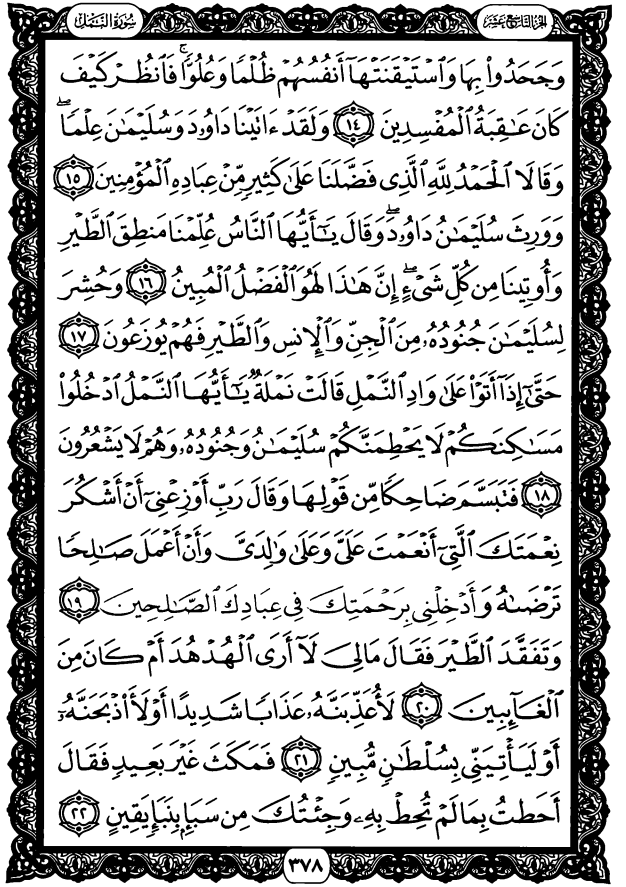 الجزء التاسع عشر
سورة النمل
وَجَحَدُوا۟ بِهَا وَٱسْتَيْقَنَتْهَآ أَنفُسُهُمْ ظُلْمًا وَعُلُوًّا ۚ فَٱنظُرْ كَيْفَ
كَانَ عَـٰقِبَةُ ٱلْمُفْسِدِينَ ١٤ وَلَقَدْ ءَاتَيْنَا دَاوُۥدَ وَسُلَيْمَـٰنَ عِلْمًا ۖ
وَقَالَا ٱلْحَمْدُ لِلَّهِ ٱلَّذِى فَضَّلَنَا عَلَىٰ كَثِيرٍ مِّنْ عِبَادِهِ ٱلْمُؤْمِنِينَ ١٥
وَوَرِثَ سُلَيْمَـٰنُ دَاوُۥدَ ۖ وَقَالَ يَـٰٓأَيُّهَا ٱلنَّاسُ عُلِّمْنَا مَنطِقَ ٱلطَّيْرِ
وَأُوتِينَا مِن كُلِّ شَىْءٍ ۖ إِنَّ هَـٰذَا لَهُوَ ٱلْفَضْلُ ٱلْمُبِينُ ١٦ وَحُشِرَ
لِسُلَيْمَـٰنَ جُنُودُهُۥ مِنَ ٱلْجِنِّ وَٱلْإِنسِ وَٱلطَّيْرِ فَهُمْ يُوزَعُونَ ١٧
حَتَّىٰٓ إِذَآ أَتَوْا۟ عَلَىٰ وَادِ ٱلنَّمْلِ قَالَتْ نَمْلَةٌ يَـٰٓأَيُّهَا ٱلنَّمْلُ ٱدْخُلُوا۟
مَسَـٰكِنَكُمْ لَا يَحْطِمَنَّكُمْ سُلَيْمَـٰنُ وَجُنُودُهُۥ وَهُمْ لَا يَشْعُرُونَ
١٨ فَتَبَسَّمَ ضَاحِكًا مِّن قَوْلِهَا وَقَالَ رَبِّ أَوْزِعْنِىٓ أَنْ أَشْكُرَ
نِعْمَتَكَ ٱلَّتِىٓ أَنْعَمْتَ عَلَىَّ وَعَلَىٰ وَٰلِدَىَّ وَأَنْ أَعْمَلَ صَـٰلِحًا
تَرْضَىٰهُ وَأَدْخِلْنِى بِرَحْمَتِكَ فِى عِبَادِكَ ٱلصَّـٰلِحِينَ ١٩
وَتَفَقَّدَ ٱلطَّيْرَ فَقَالَ مَالِىَ لَآ أَرَى ٱلْهُدْهُدَ أَمْ كَانَ مِنَ
ٱلْغَآئِبِينَ ٢٠ لَأُعَذِّبَنَّهُۥ عَذَابًا شَدِيدًا أَوْ لَأَا۟ذْبَحَنَّهُۥٓ
أَوْ لَيَأْتِيَنِّى بِسُلْطَـٰنٍ مُّبِينٍ ٢١ فَمَكَثَ غَيْرَ بَعِيدٍ فَقَالَ
أَحَطتُ بِمَا لَمْ تُحِطْ بِهِۦ وَجِئْتُكَ مِن سَبَإٍۭ بِنَبَإٍ يَقِينٍ ٢٢
٣٧٨